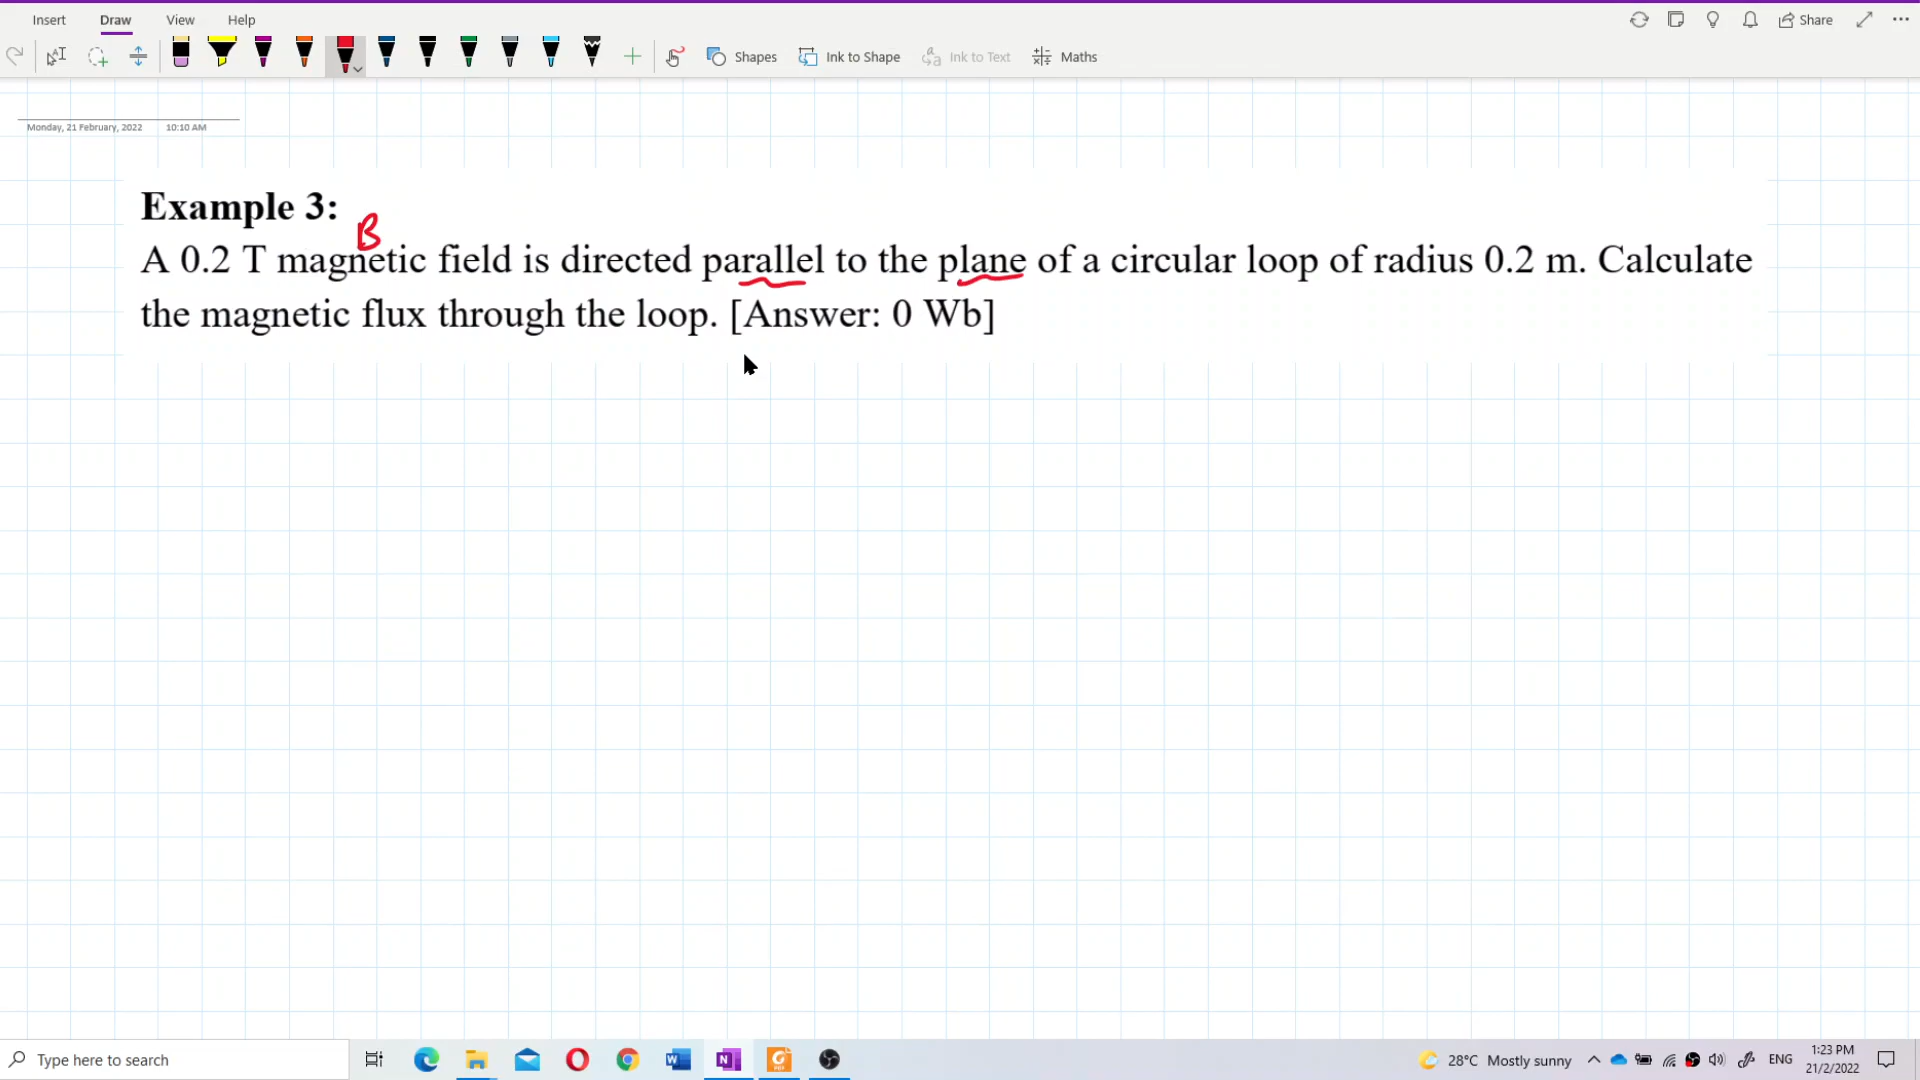 Insert Draw View Help
Share
Shapes Ink to Shape Ink to Text Maths
Monday, 21 February, 2022 10:10 AM
Example 3:
B
A 0.2 T magnetic field is directed parallel to the plane of a circular loop of radius 0.2 m. Calculate
the magnetic flux through the loop. [Answer: 0 Wb]
Type here to search
28°C Mostly sunny
ENG
1:23 PM
21/2/2022